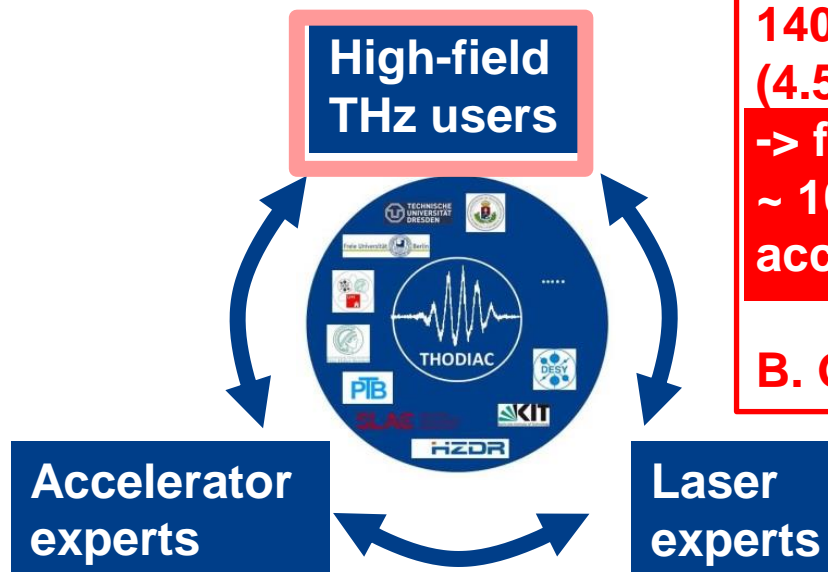 High-field
THz users
140
(4.5
-> f
~ 10
acc
B. C
TECHNISCHE
UNIVERSITÄT
DRESDEN
Freie Universität Berlin
.....
THODIAC
DESY
PTB
SLAC
KIT
HZDR
Accelerator
experts
Laser
experts